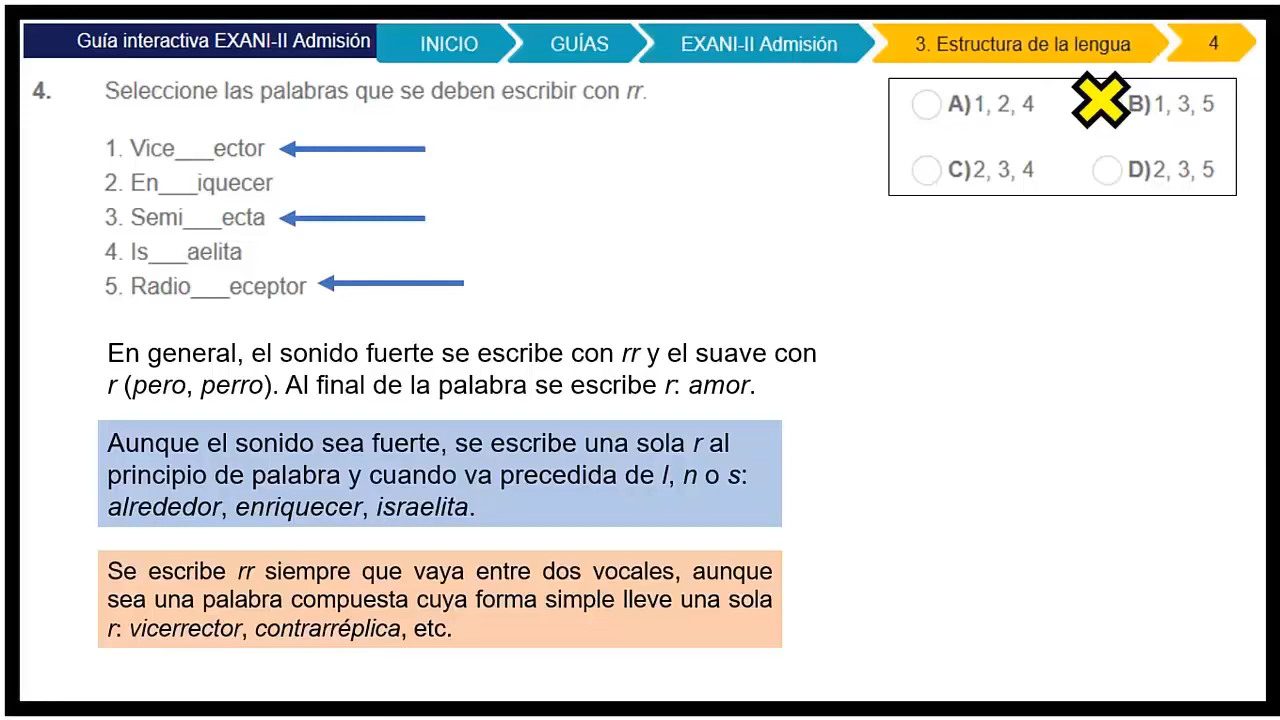 Guía interactiva EXANI-II Admisión
INICIO
GUÍAS
EXANI-II Admisión
3. Estructura de la lengua
4
4. Seleccione las palabras que se deben escribir con rr.
A) 1, 2, 4
B) 1, 3, 5
C) 2, 3, 4
D) 2, 3, 5
1. Vice___ector
2. En___iquecer
3. Semi___ecta
4. Is___aelita
5. Radio___eceptor
En general, el sonido fuerte se escribe con rr y el suave con
r (pero, perro). Al final de la palabra se escribe r: amor.
Aunque el sonido sea fuerte, se escribe una sola r al
principio de palabra y cuando va precedida de l, n o s:
alrededor, enriquecer, israelita.
Se escribe rr siempre que vaya entre dos vocales, aunque
sea una palabra compuesta cuya forma simple lleve una sola
r: vicerrector, contrarréplica, etc.